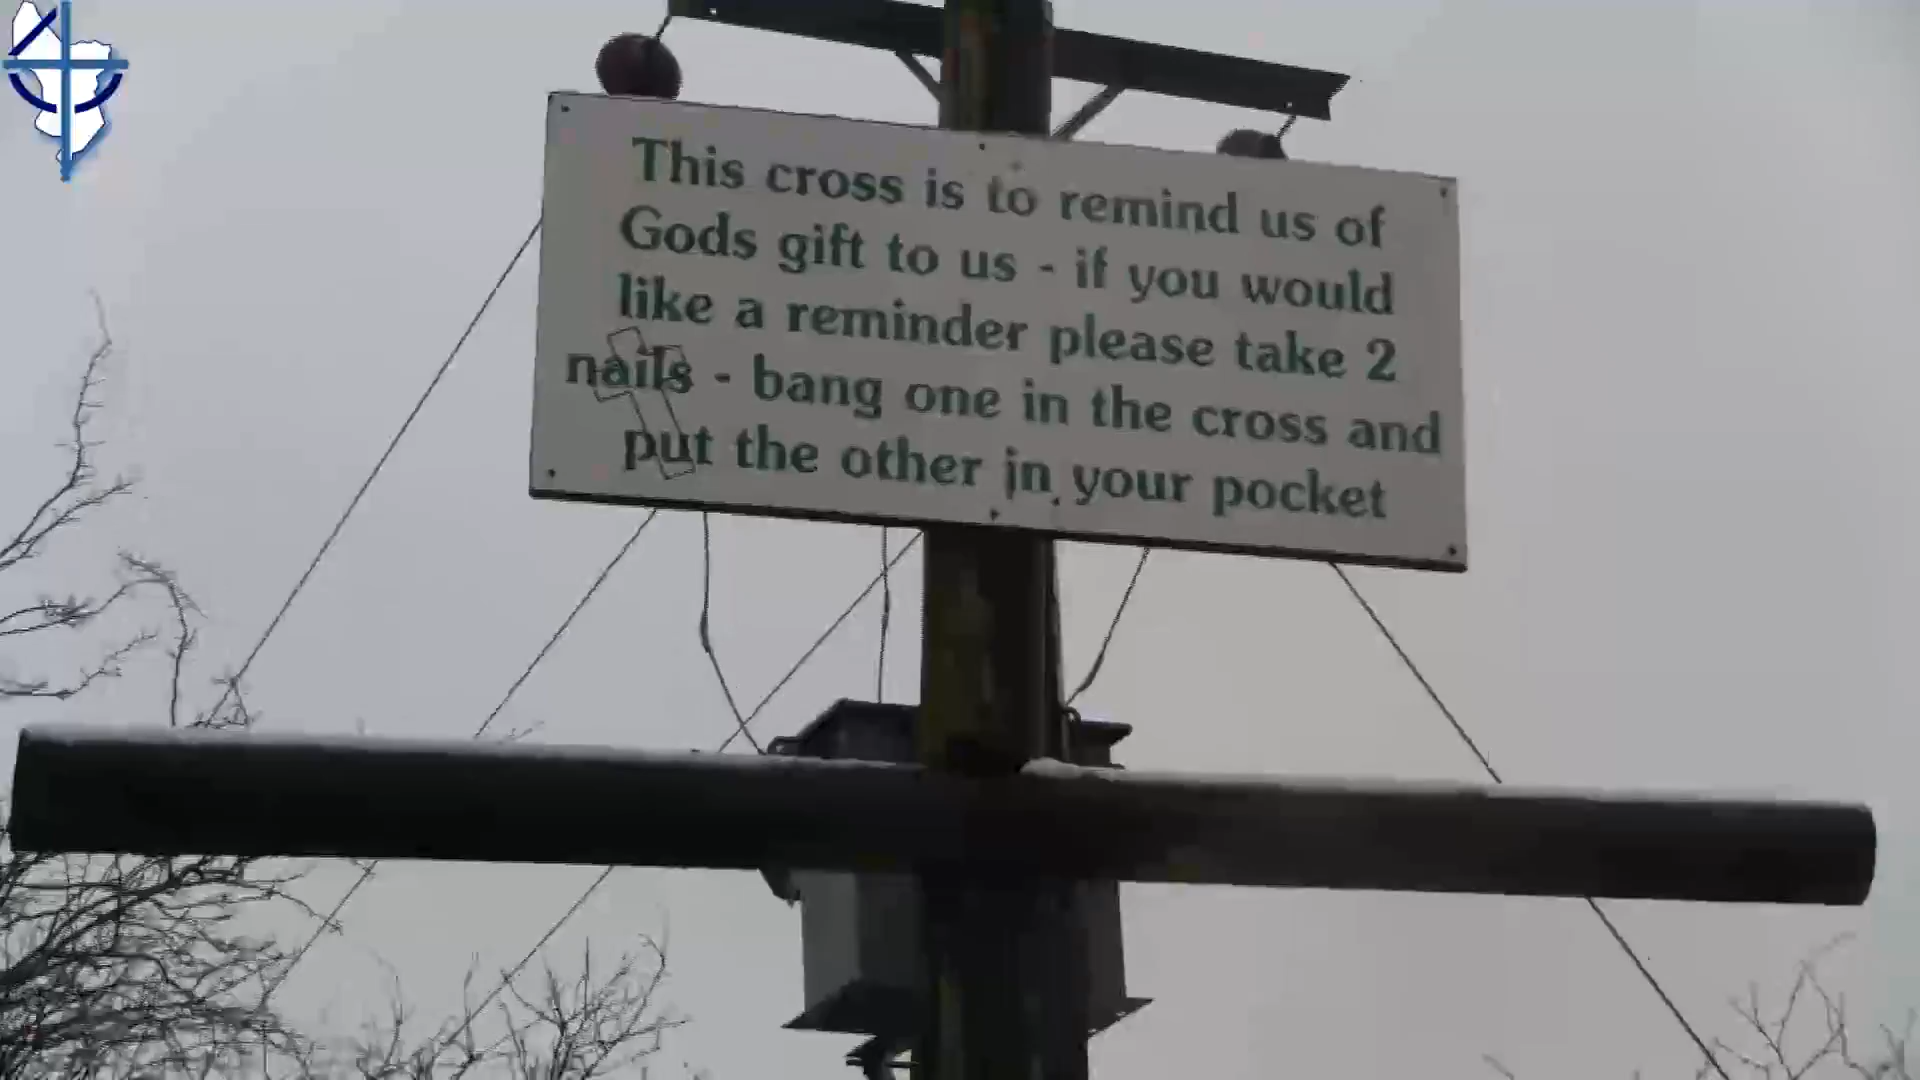 This cross is to remind us of
Gods gift to us - if you would
like a reminder please take 2
nails - bang one in the cross and
put the other in your pocket